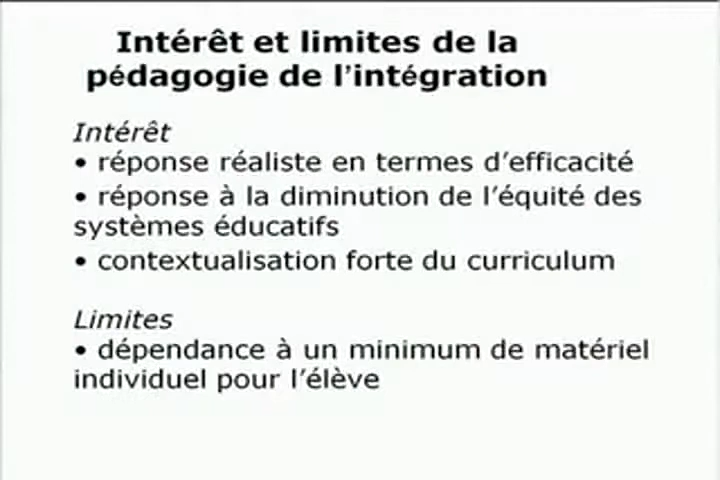 Intérêt et limites de la
pédagogie de l’intégration
Intérêt
• réponse réaliste en termes d’efficacité
• réponse à la diminution de l’équité des
systèmes éducatifs
• contextualisation forte du curriculum
Limites
• dépendance à un minimum de matériel
individuel pour l’élève